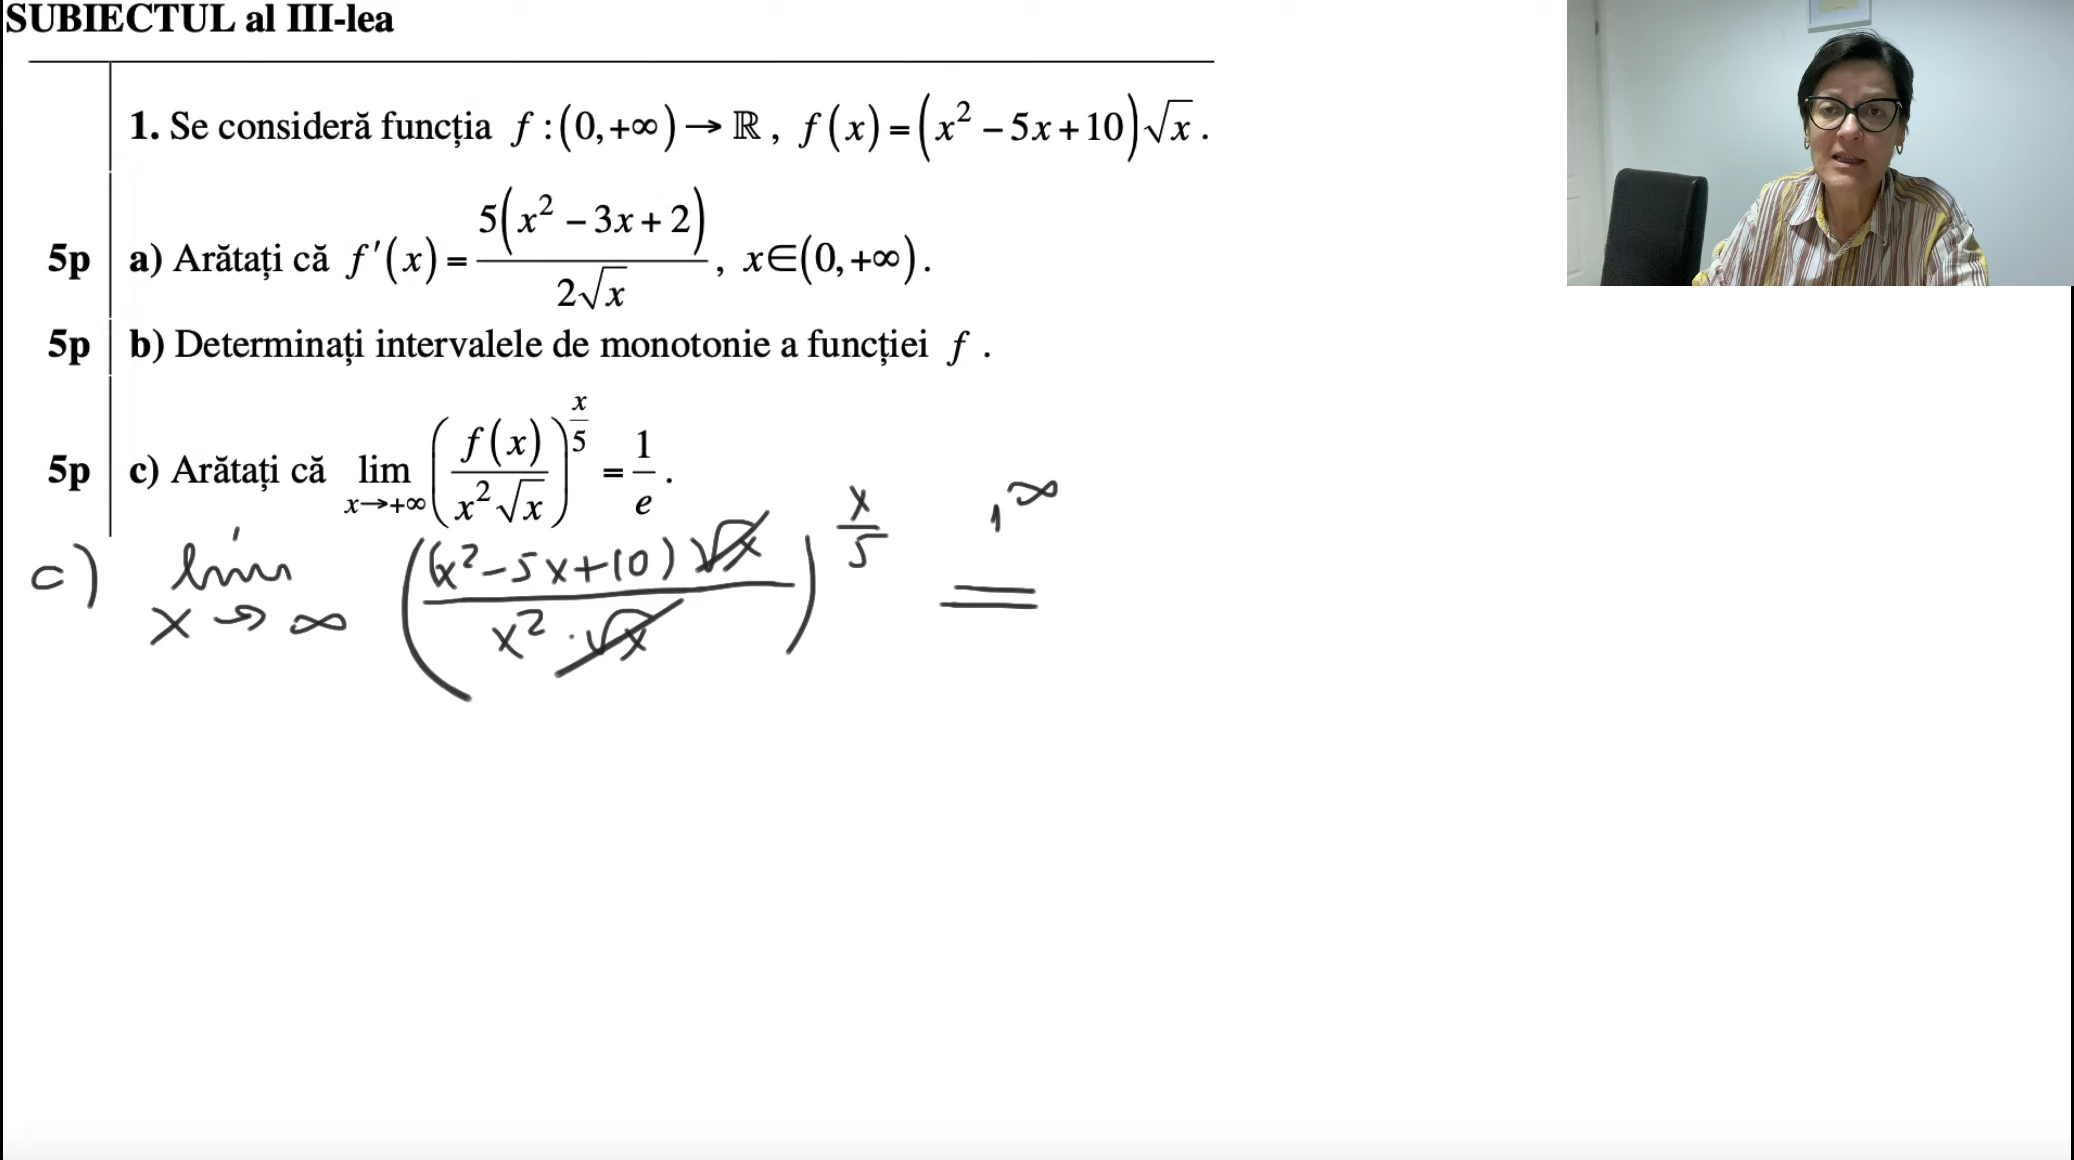 SUBIECTUL al III-lea
1. Se consideră funcția f : (0, +∞) → ℝ, f(x) = (x² − 5x + 10)√x.
5p a) Arătați că f′(x) = 5(x² − 3x + 2) / 2√x, x ∈ (0, +∞).
5p b) Determinați intervalele de monotonie a funcției f.
5p c) Arătați că lim x→+∞ (f(x) / x²√x)^(x/5) = 1/e.
c) lim x→∞ ((x² − 5x + 10)√x / x² · √x)^(x/5) = 1^∞